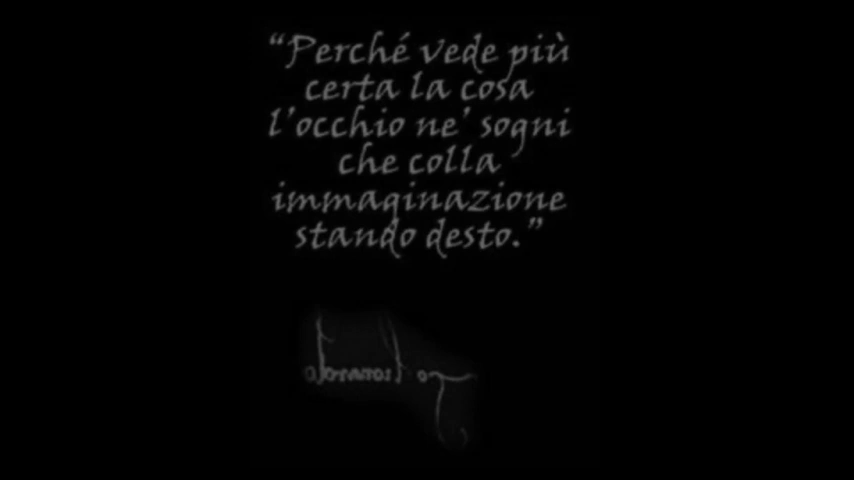 “Perché vede più
certa la cosa
l’occhio ne’ sogni
che colla
immaginazione
stando desto.”